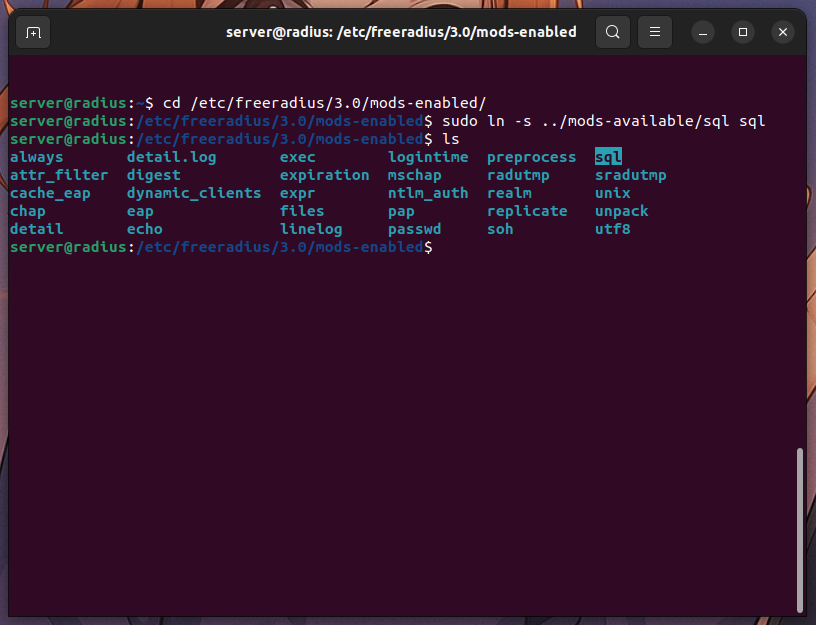 server@radius: /etc/freeradius/3.0/mods-enabled
server@radius:~$ cd /etc/freeradius/3.0/mods-enabled/
server@radius:/etc/freeradius/3.0/mods-enabled$ sudo ln -s ../mods-available/sql sql
server@radius:/etc/freeradius/3.0/mods-enabled$ ls
always detail.log exec logintime preprocess sql
attr_filter digest expiration mschap radutmp sradutmp
cache_eap dynamic_clients expr ntlm_auth realm unix
chap eap files pap replicate unpack
detail echo linelog passwd soh utf8
server@radius:/etc/freeradius/3.0/mods-enabled$